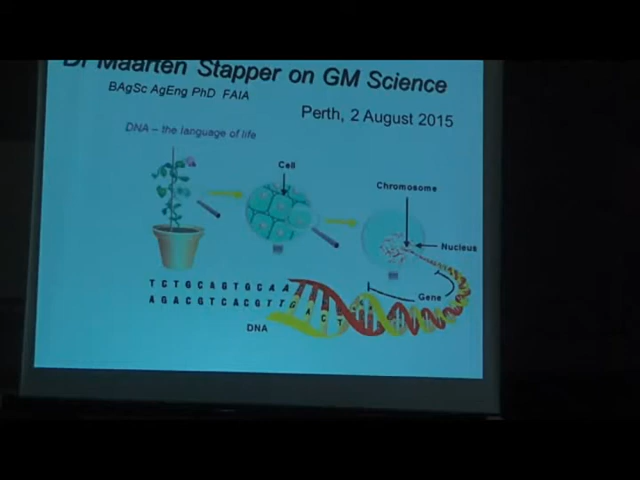 Dr Maarten Stapper on GM Science
BAgSc AgEng PhD FAIA
Perth, 2 August 2015
DNA – the language of life
Cell
Chromosome
Nucleus
Gene
T C T G C A G T G C A A
A G A C G T C A C G T T G A C T
DNA